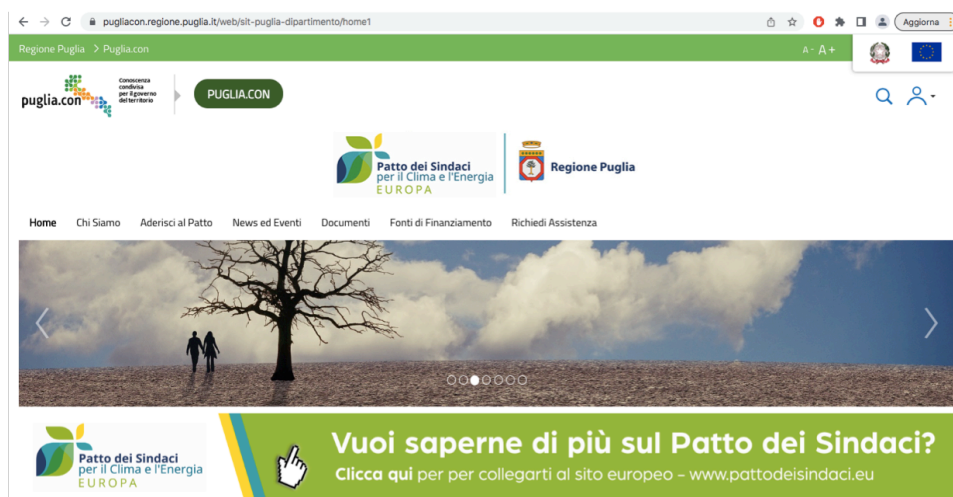 pugliacon.regione.puglia.it/web/sit-puglia-dipartimento/home1
Aggiorna
Regione Puglia > Puglia.con
A- A+
puglia.con
Conoscenza
condivisa
per il governo
del territorio
PUGLIA.CON
Patto dei Sindaci
per il Clima e l'Energia
EUROPA
Regione Puglia
Home Chi Siamo Aderisci al Patto News ed Eventi Documenti Fonti di Finanziamento Richiedi Assistenza
Patto dei Sindaci
per il Clima e l'Energia
EUROPA
Vuoi saperne di più sul Patto dei Sindaci?
Clicca qui per per collegarti al sito europeo - www.pattodeisindaci.eu